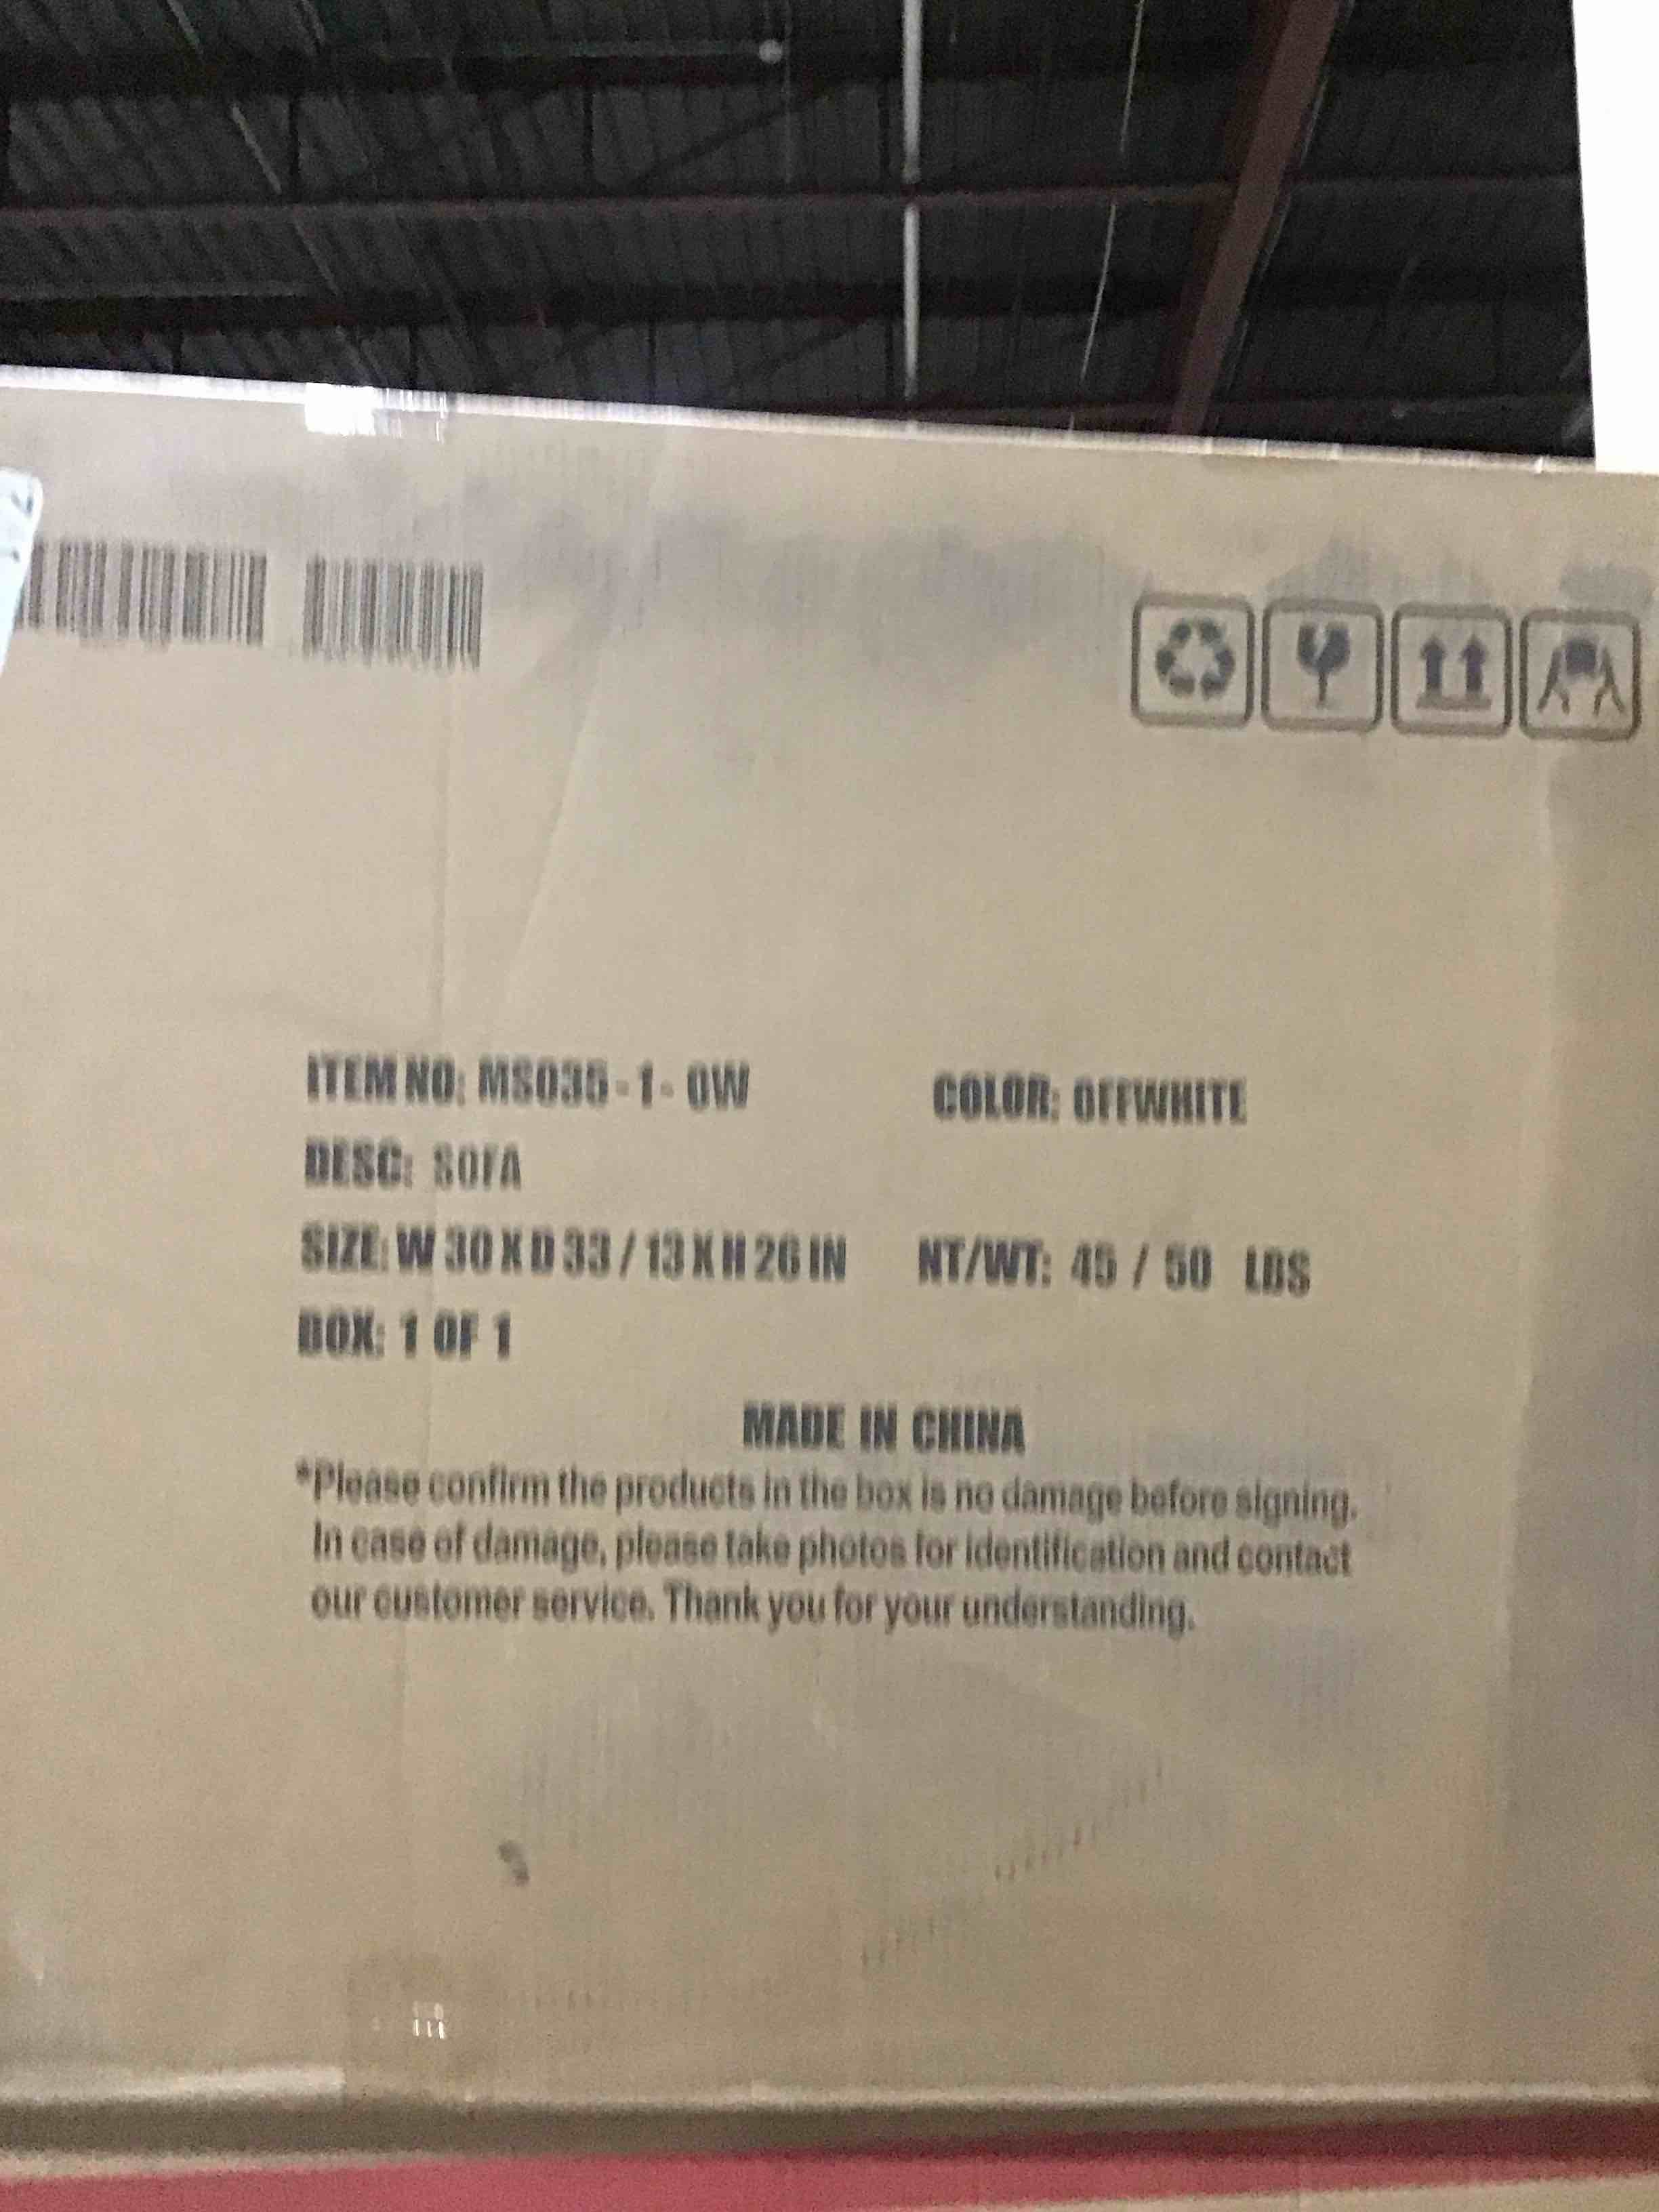 ITEM NO: MS035-1-OW COLOR: OFFWHITE
DESC: SOFA
SIZE: W 30 X D 33 / 13 X H 26 IN NT/WT: 45 / 50 LBS
BOX: 1 OF 1
MADE IN CHINA
*Please confirm the products in the box is no damage before signing.
In case of damage, please take photos for identification and contact
our customer service. Thank you for your understanding.